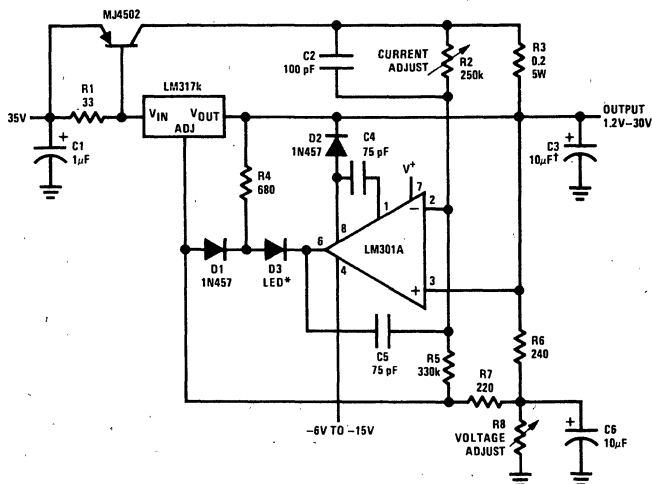 MJ4502
C2
100 pF
CURRENT
ADJUST
R2
250k
R3
0.2
5W
R1
33
LM317k
35V
VIN
VOUT
ADJ
OUTPUT
1.2V–30V
C1
1µF
+
D2
1N457
C4
75 pF
V+
7
C3
10µF†
+
R4
680
1
8
2
−
6
LM301A
4
3
+
D1
1N457
D3
LED*
C5
75 pF
R5
330k
R6
240
R7
220
−6V TO −15V
R8
VOLTAGE
ADJUST
+
C6
10µF